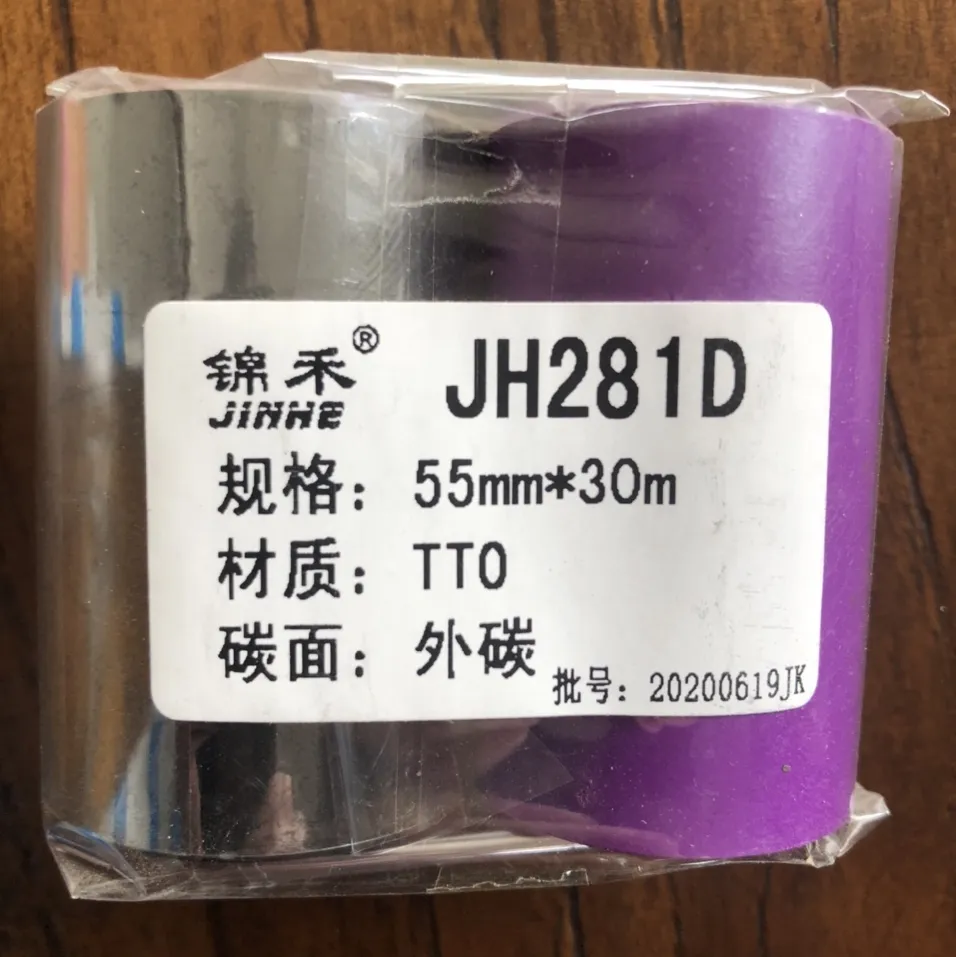 锦禾® JH281D
JINHE
规格：55mm*30m
材质：TTO
碳面：外碳
批号：20200619JK